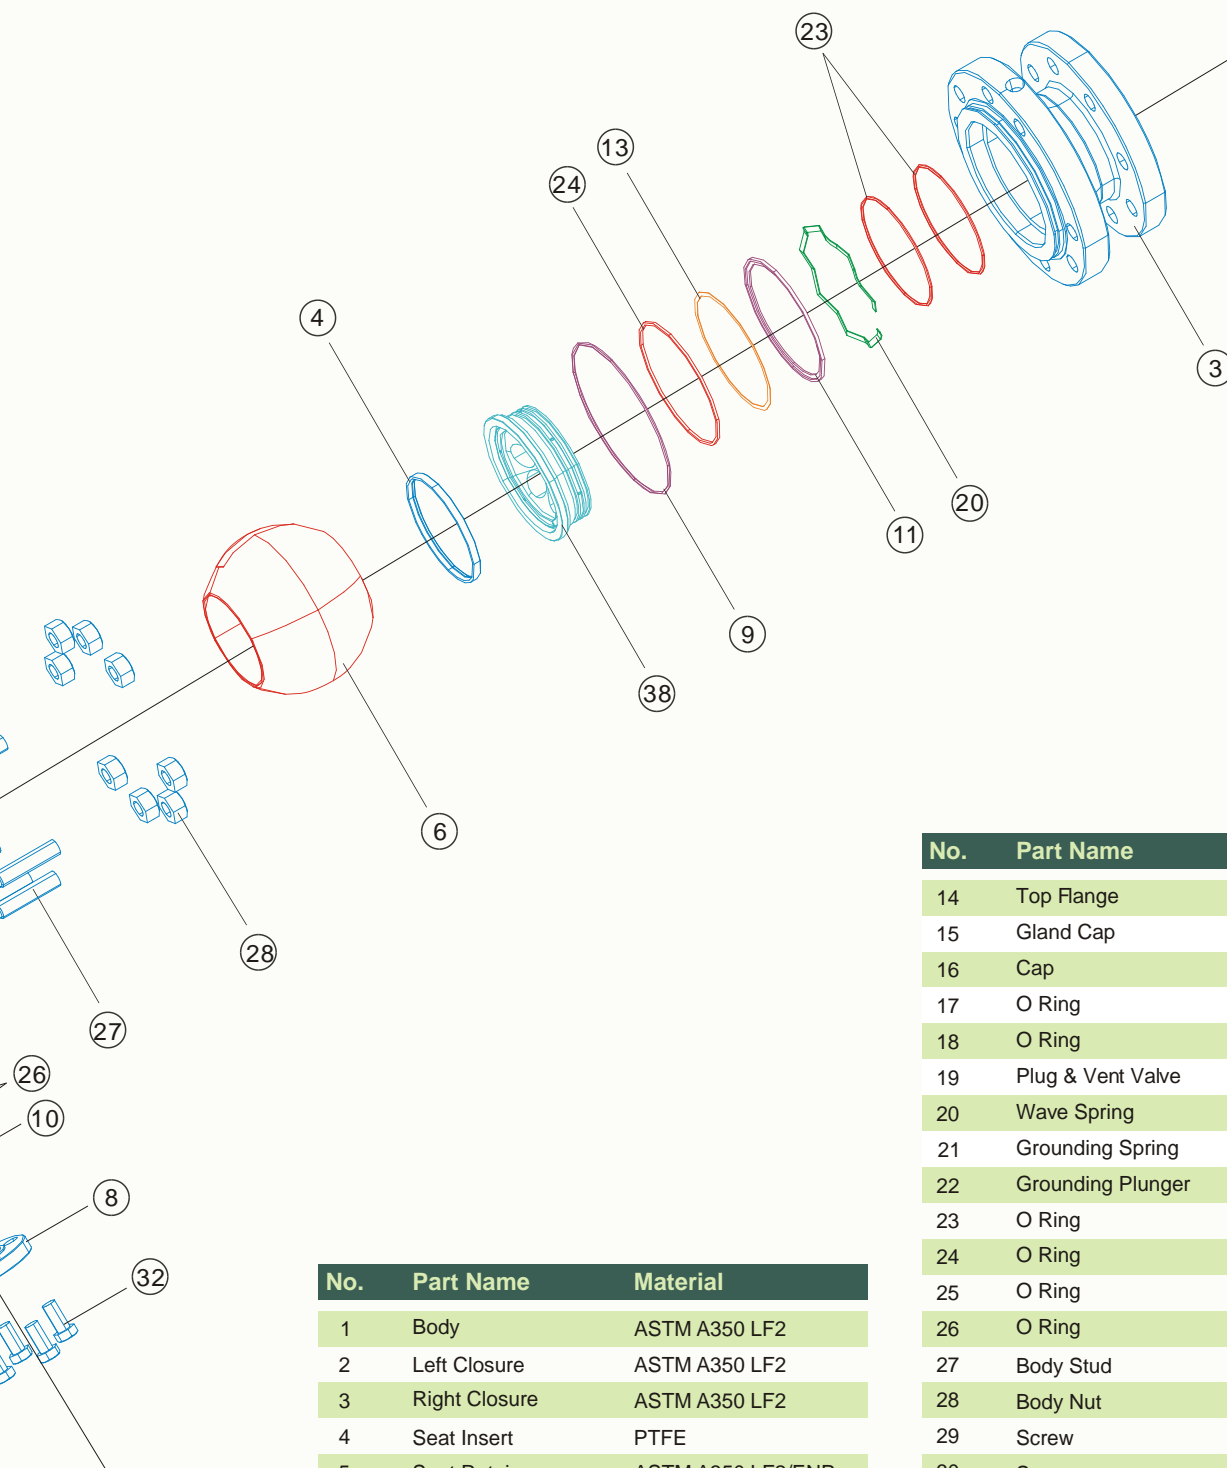 23
13
24
4
3
20
11
9
38
6
28
27
26
10
8
32
No. Part Name
14 Top Flange
15 Gland Cap
16 Cap
17 O Ring
18 O Ring
19 Plug & Vent Valve
20 Wave Spring
21 Grounding Spring
22 Grounding Plunger
23 O Ring
24 O Ring
25 O Ring
26 O Ring
27 Body Stud
28 Body Nut
29 Screw
No. Part Name Material
1 Body ASTM A350 LF2
2 Left Closure ASTM A350 LF2
3 Right Closure ASTM A350 LF2
4 Seat Insert PTFE